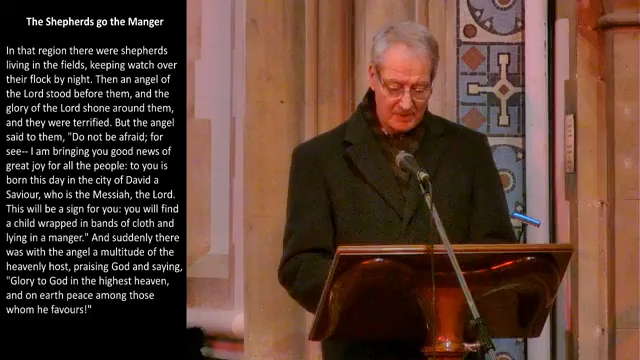 The Shepherds go the Manger
In that region there were shepherds
living in the fields, keeping watch over
their flock by night. Then an angel of
the Lord stood before them, and the
glory of the Lord shone around them,
and they were terrified. But the angel
said to them, "Do not be afraid; for
see-- I am bringing you good news of
great joy for all the people: to you is
born this day in the city of David a
Saviour, who is the Messiah, the Lord.
This will be a sign for you: you will find
a child wrapped in bands of cloth and
lying in a manger." And suddenly there
was with the angel a multitude of the
heavenly host, praising God and saying,
"Glory to God in the highest heaven,
and on earth peace among those
whom he favours!"